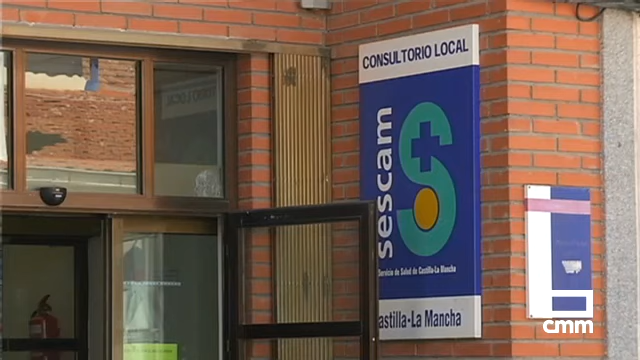 CONSULTORIO LOCAL
sescam
Servicio de Salud de Castilla-La Mancha
astilla-La Mancha
cmm